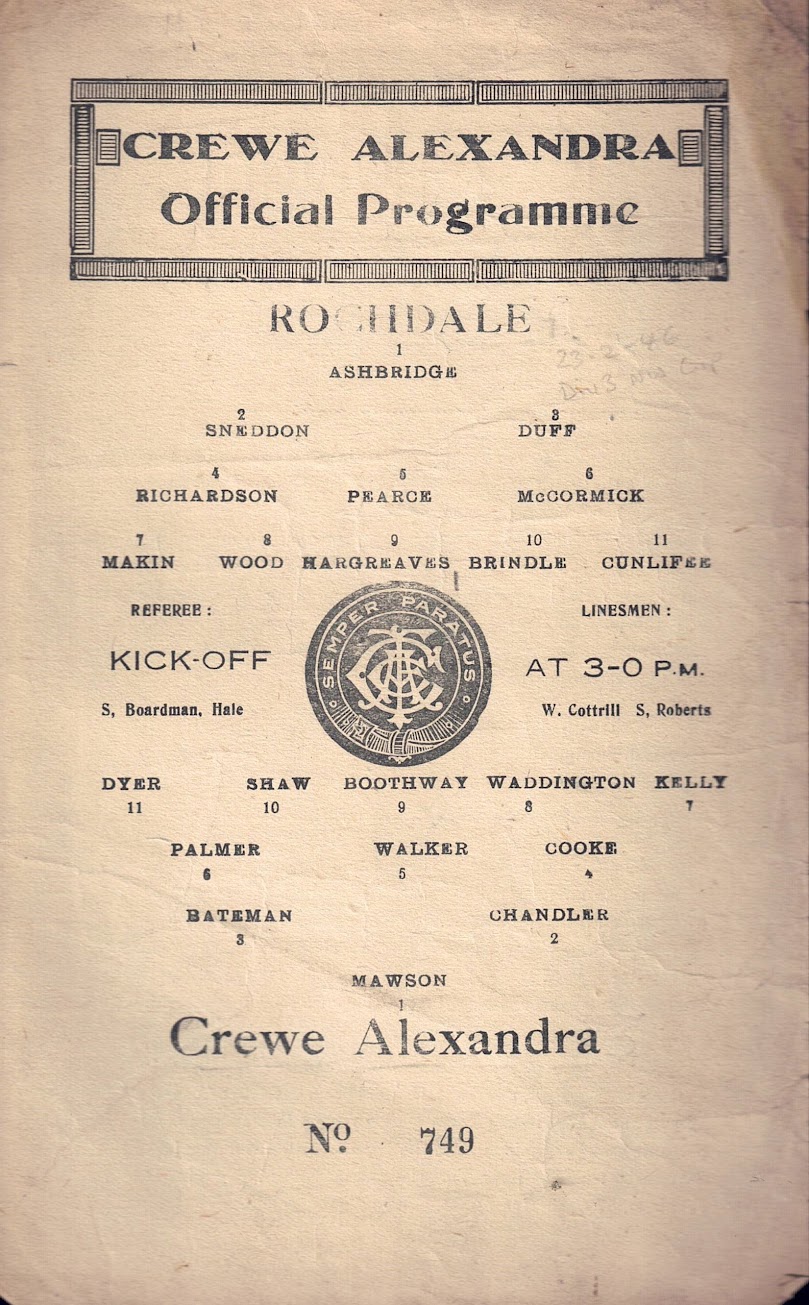 CREWE ALEXANDRA
Official Programme
ROCHDALE
23-2-46
Div 3 Nth Cup
1
ASHBRIDGE
2 3
SNEDDON DUFF
4 5 6
RICHARDSON PEARCE McCORMICK
7 8 9 10 11
MAKIN WOOD HARGREAVES BRINDLE CUNLIFEE
REFEREE : LINESMEN :
SEMPER PARATUS
KICK-OFF AT 3-0 P.M.
S, Boardman, Hale W. Cottrill S, Roberts
DYER SHAW BOOTHWAY WADDINGTON KELLY
11 10 9 8 7
PALMER WALKER COOKE
6 5 4
BATEMAN CHANDLER
3 2
MAWSON
1
Crewe Alexandra
No. 749